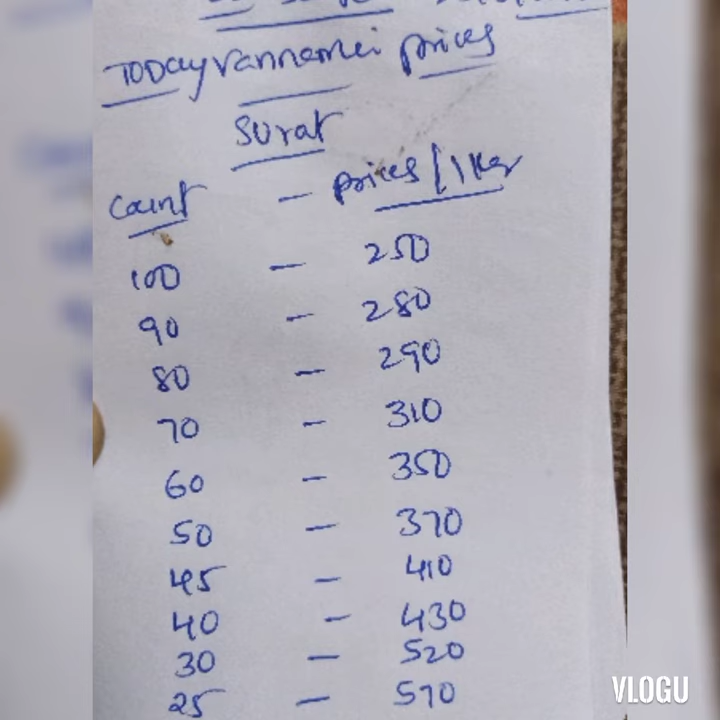 TODAY vannamei prices
Surat
Count - prices/1kg
100 - 250
90 - 280
80 - 290
70 - 310
60 - 350
50 - 370
45 - 410
40 - 430
30 - 520
25 - 570
VLOGU